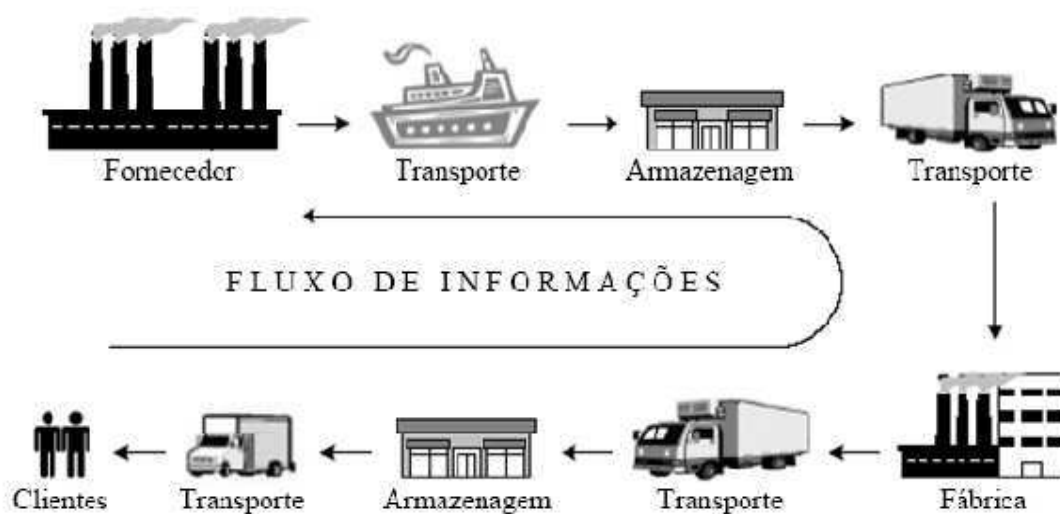 Fornecedor
Transporte
Armazenagem
Transporte
FLUXO DE INFORMAÇÕES
Clientes
Transporte
Armazenagem
Transporte
Fábrica